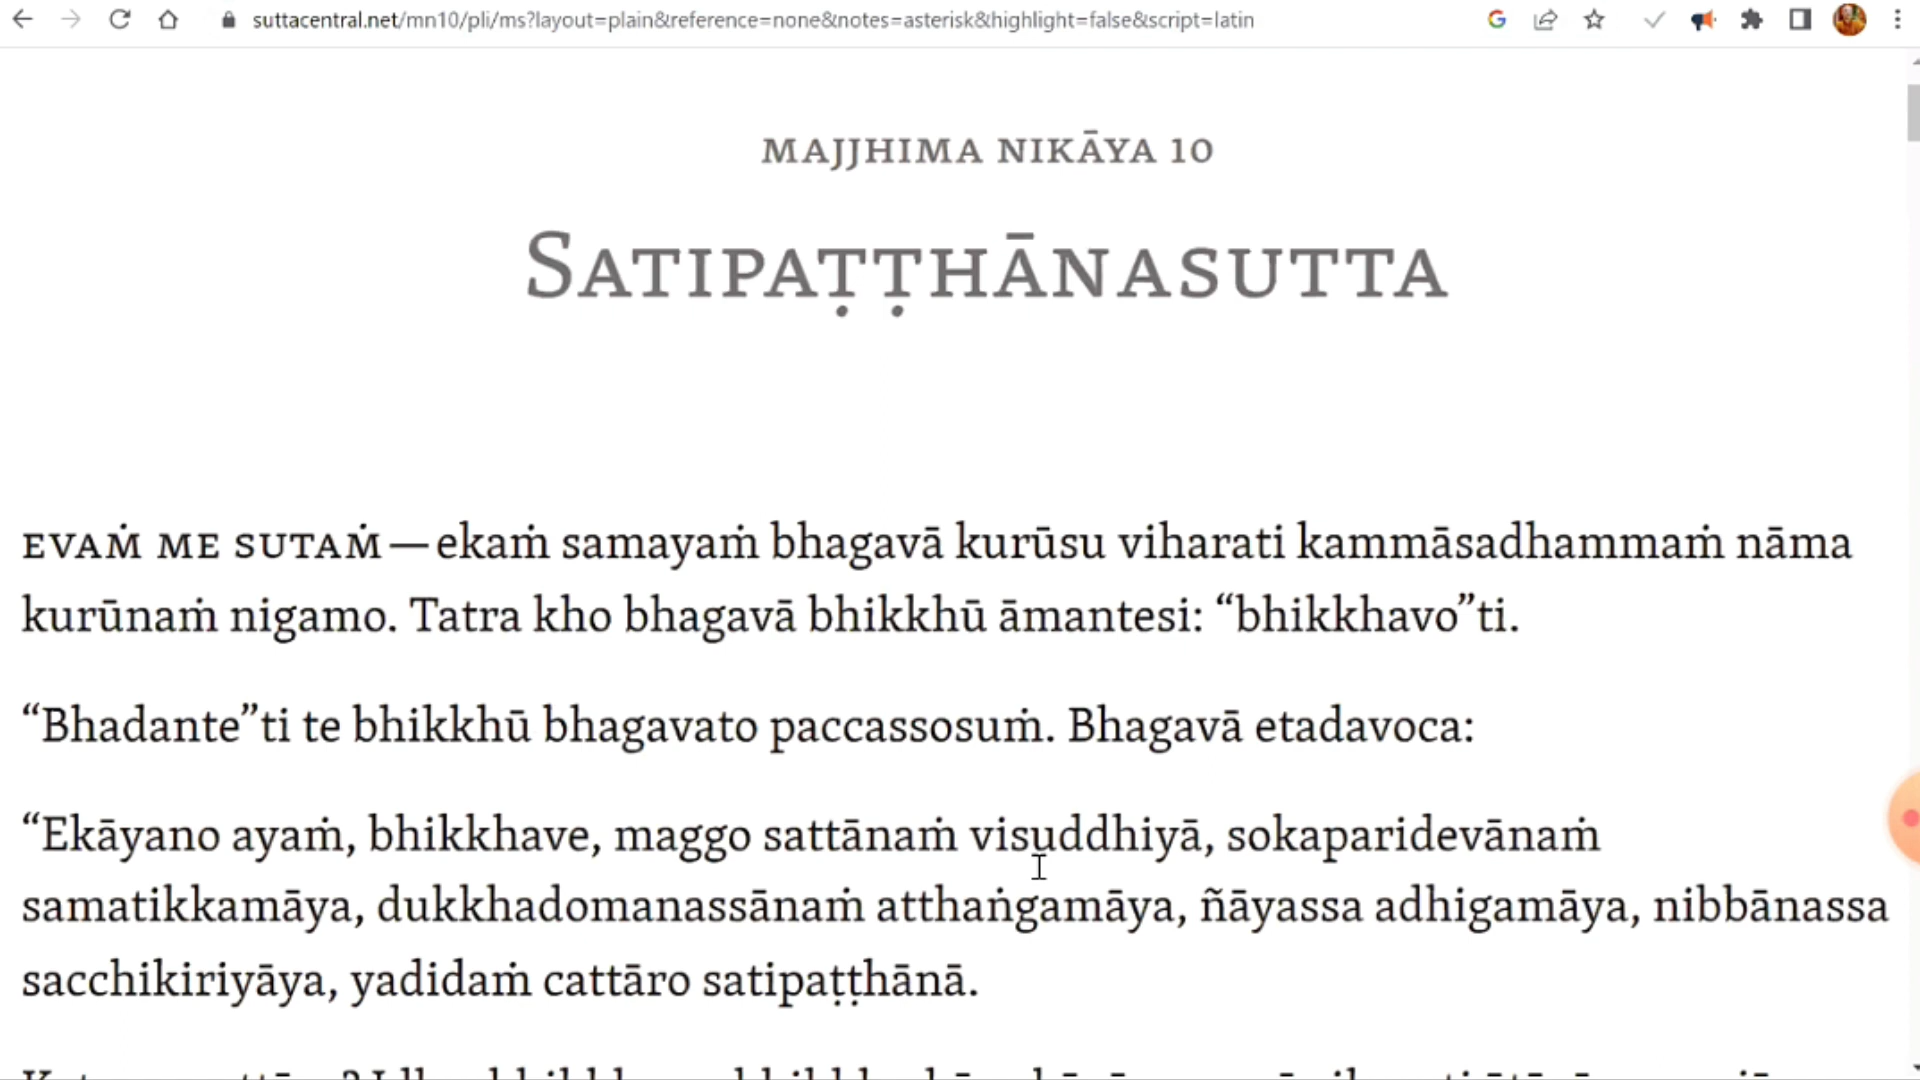 suttacentral.net/mn10/pli/ms?layout=plain&reference=none&notes=asterisk&highlight=false&script=latin
MAJJHIMA NIKĀYA 10
SATIPAṬṬHĀNASUTTA
EVAṀ ME SUTAṀ—ekaṁ samayaṁ bhagavā kurūsu viharati kammāsadhammaṁ nāma
kurūnaṁ nigamo. Tatra kho bhagavā bhikkhū āmantesi: “bhikkhavo”ti.
“Bhadante”ti te bhikkhū bhagavato paccassosuṁ. Bhagavā etadavoca:
“Ekāyano ayaṁ, bhikkhave, maggo sattānaṁ visuddhiyā, sokaparidevānaṁ
samatikkamāya, dukkhadomanassānaṁ atthaṅgamāya, ñāyassa adhigamāya, nibbānassa
sacchikiriyāya, yadidaṁ cattāro satipaṭṭhānā.